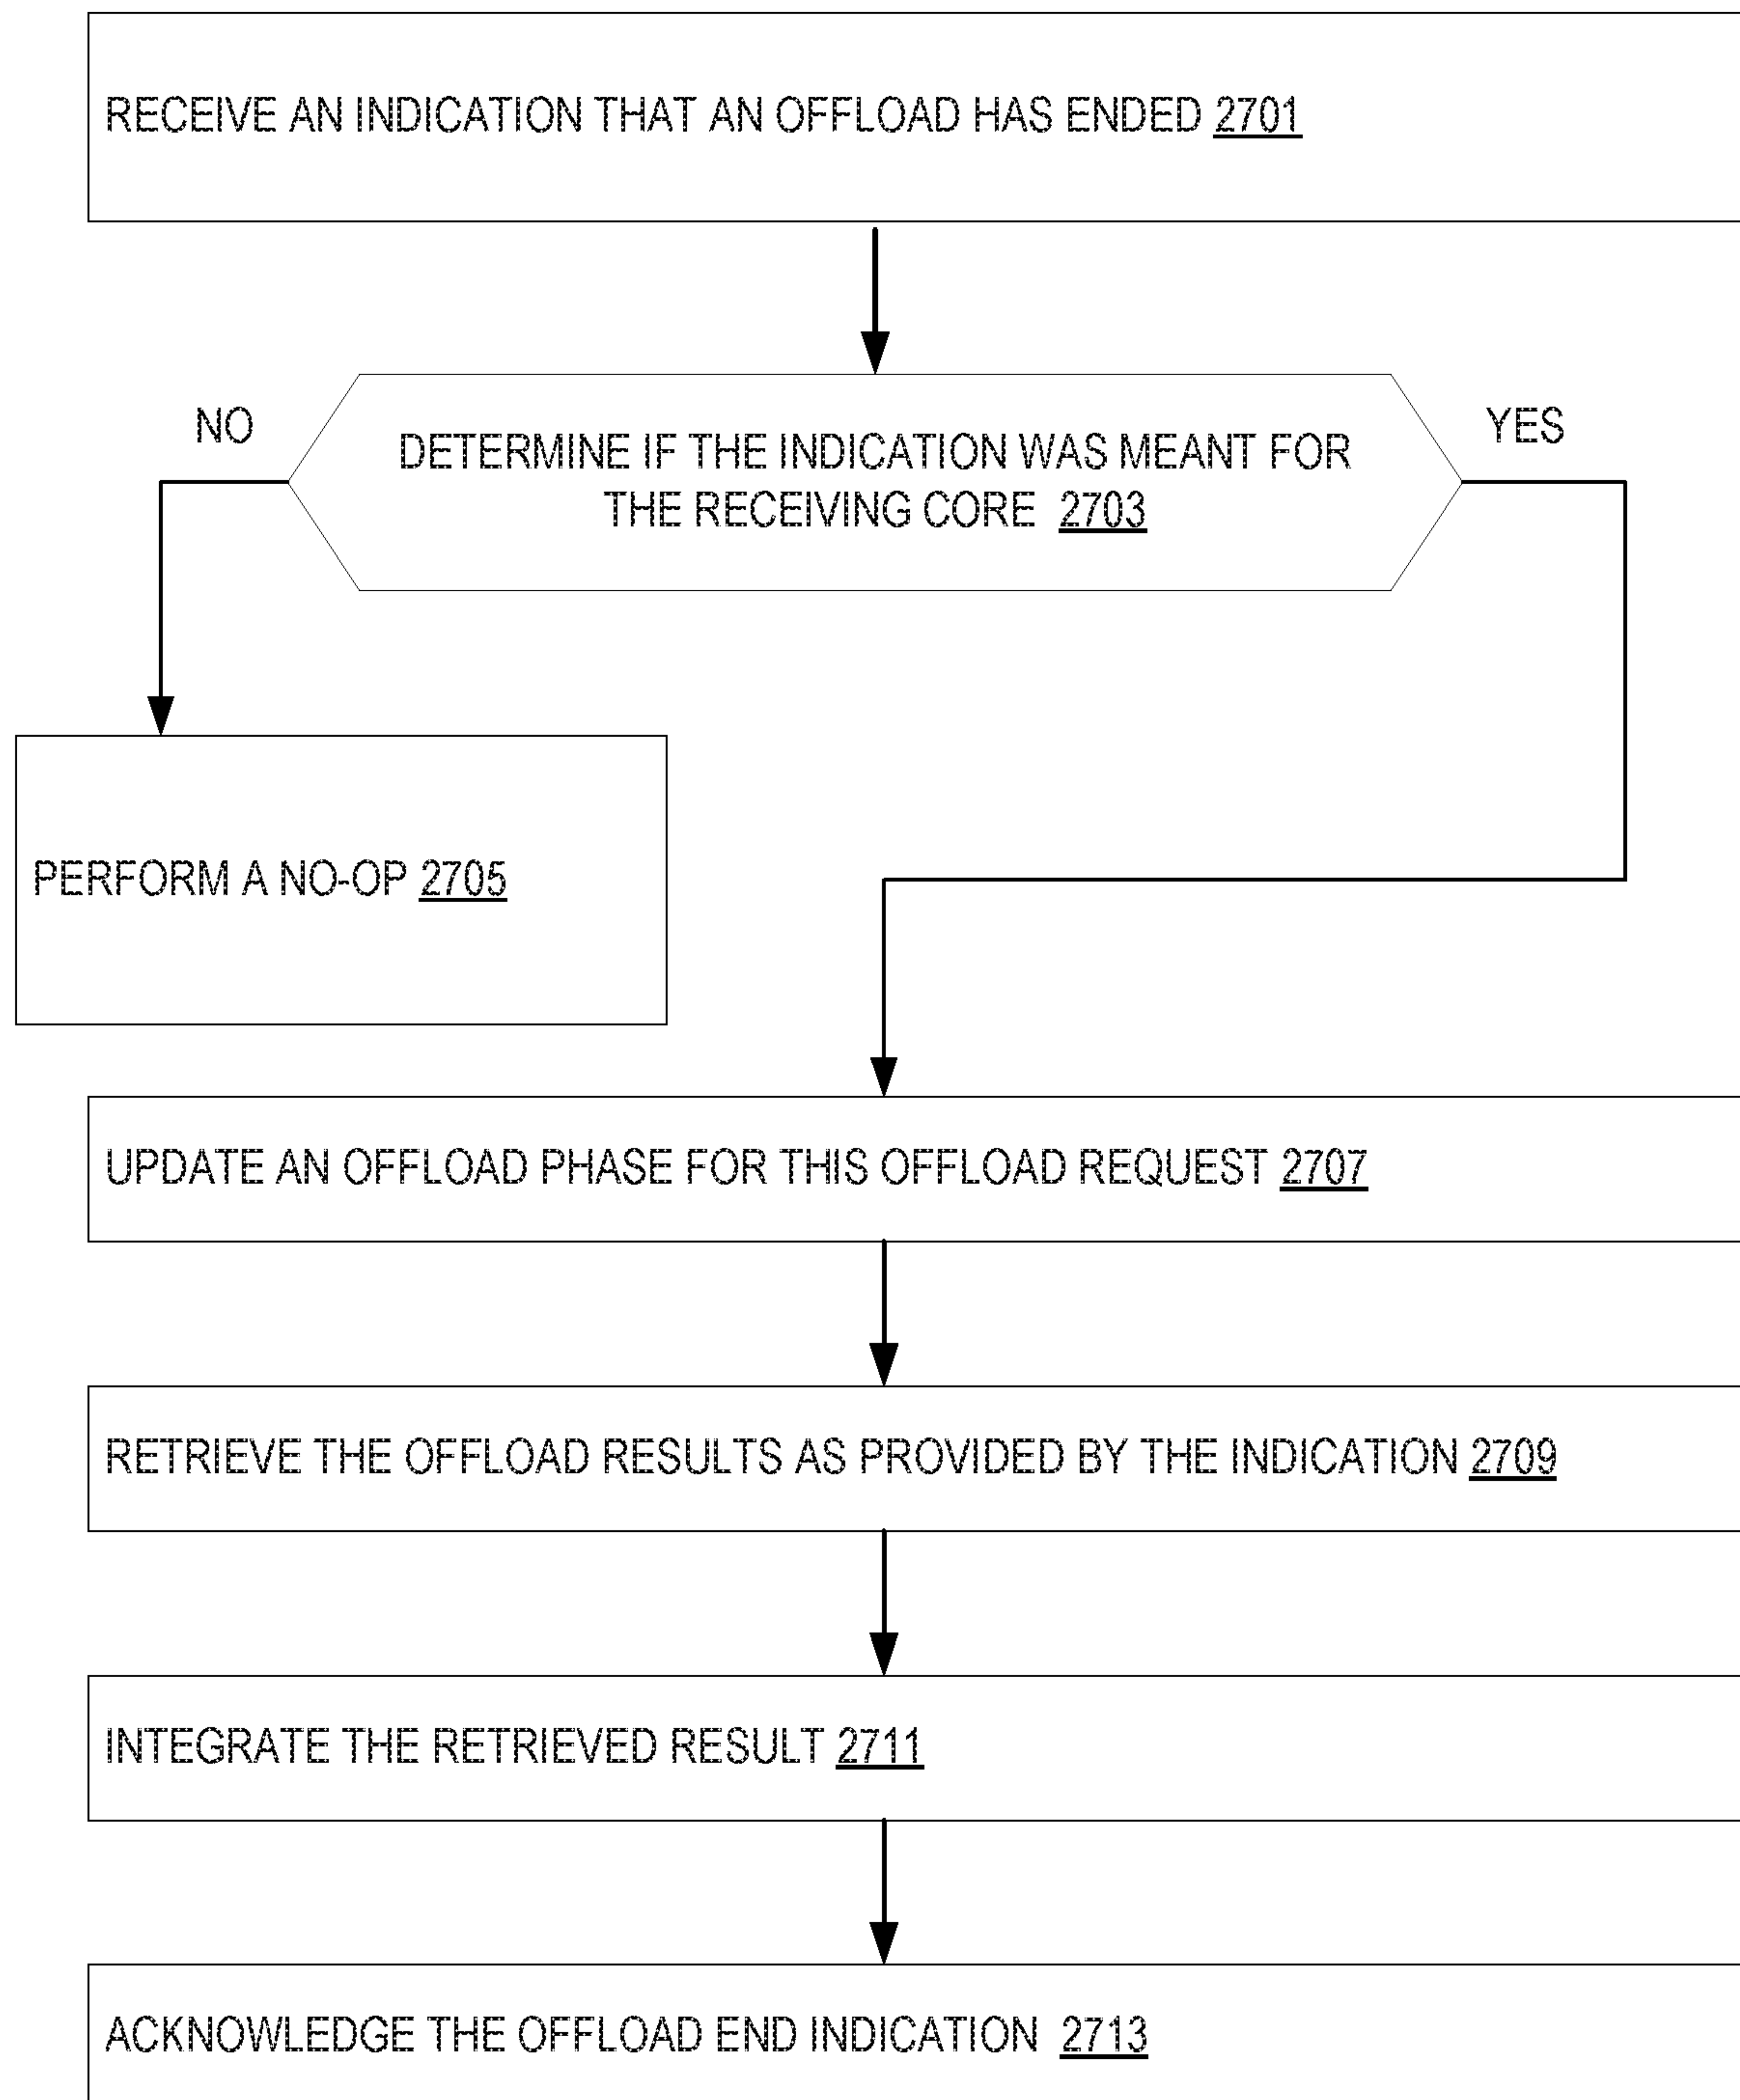 RECEIVE AN INDICATION THAT AN OFFLOAD HAS ENDED 2701
NO
YES
DETERMINE IF THE INDICATION WAS MEANT FOR
THE RECEIVING CORE 2703
PERFORM A NO-OP 2705
UPDATE AN OFFLOAD PHASE FOR THIS OFFLOAD REQUEST 2707
RETRIEVE THE OFFLOAD RESULTS AS PROVIDED BY THE INDICATION 2709
INTEGRATE THE RETRIEVED RESULT 2711
ACKNOWLEDGE THE OFFLOAD END INDICATION 2713